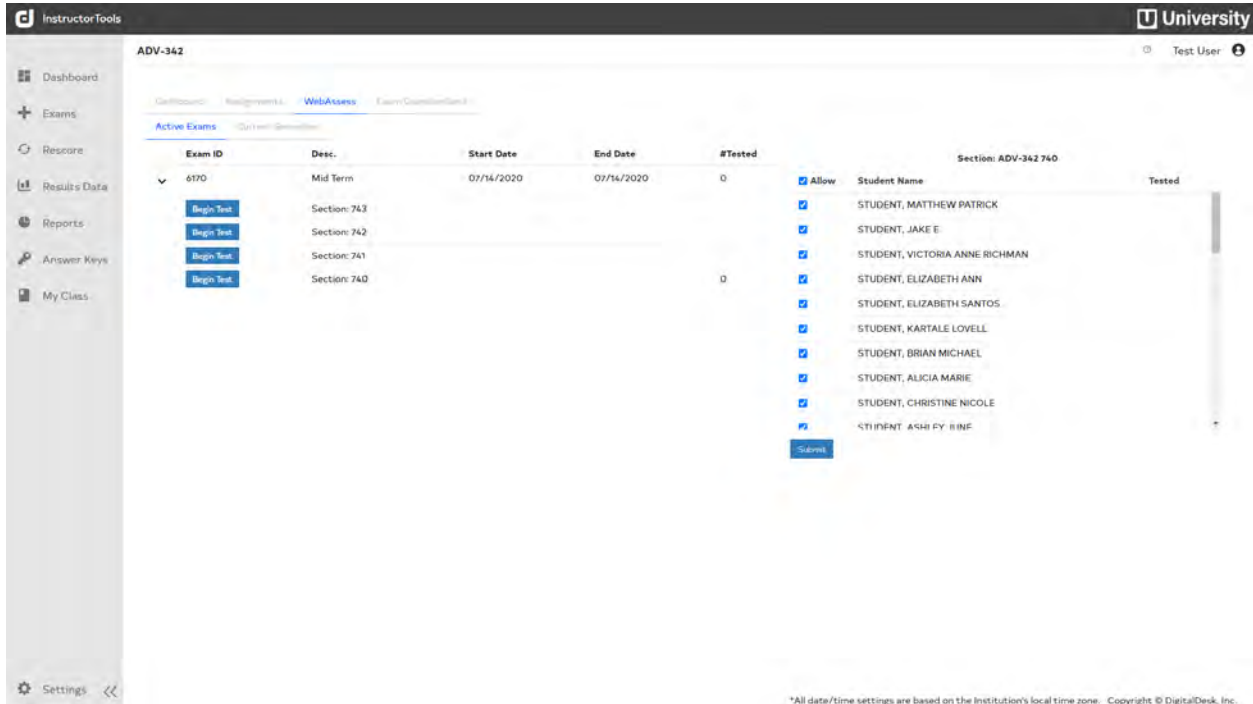 InstructorTools
University
ADV-342
Test User
Dashboard
Exams
Rescore
Results Data
Reports
Answer Keys
My Class
Settings
Dashboard Assignments WebAssess
Active Exams
Exam ID Desc. Start Date End Date #Tested
6170 Mid Term 07/14/2020 07/14/2020 0
Begin Test Section: 743
Begin Test Section: 742
Begin Test Section: 741
Begin Test Section: 740 0
Section: ADV-342 740
Allow Student Name Tested
STUDENT, MATTHEW PATRICK
STUDENT, JAKE E
STUDENT, VICTORIA ANNE RICHMAN
STUDENT, ELIZABETH ANN
STUDENT, ELIZABETH SANTOS
STUDENT, KARTALE LOVELL
STUDENT, BRIAN MICHAEL
STUDENT, ALICIA MARIE
STUDENT, CHRISTINE NICOLE
STUDENT, ASHLEY JUNE
Submit
*All date/time settings are based on the Institution's local time zone. Copyright © DigitalDesk, Inc.